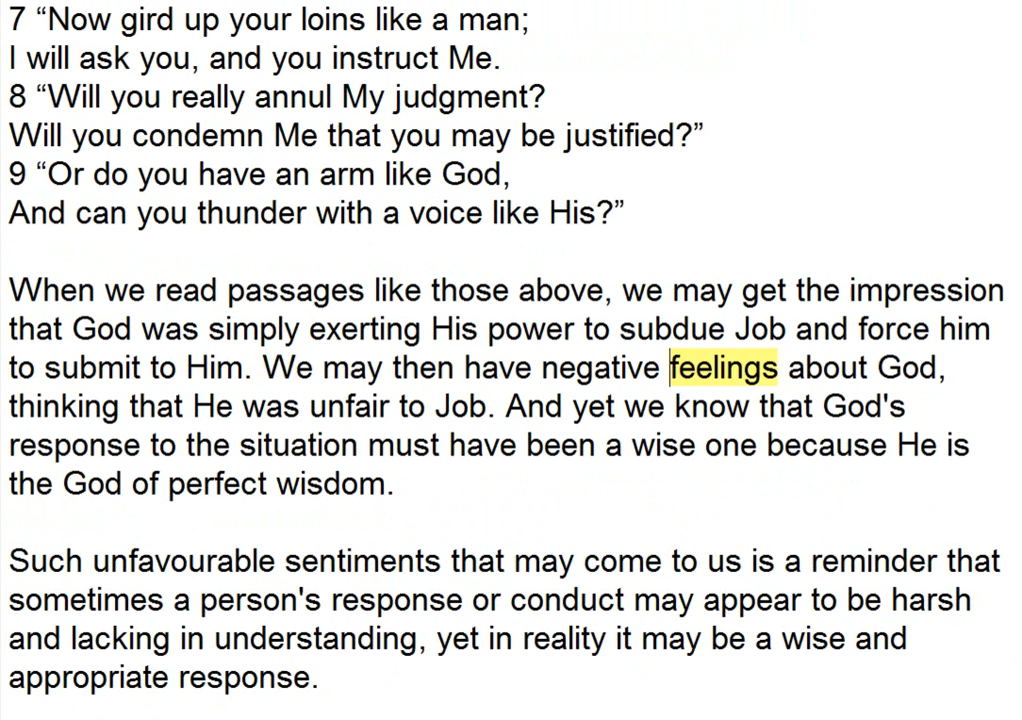 7 “Now gird up your loins like a man;
I will ask you, and you instruct Me.
8 “Will you really annul My judgment?
Will you condemn Me that you may be justified?”
9 “Or do you have an arm like God,
And can you thunder with a voice like His?”
When we read passages like those above, we may get the impression
that God was simply exerting His power to subdue Job and force him
to submit to Him. We may then have negative feelings about God,
thinking that He was unfair to Job. And yet we know that God's
response to the situation must have been a wise one because He is
the God of perfect wisdom.
Such unfavourable sentiments that may come to us is a reminder that
sometimes a person's response or conduct may appear to be harsh
and lacking in understanding, yet in reality it may be a wise and
appropriate response.